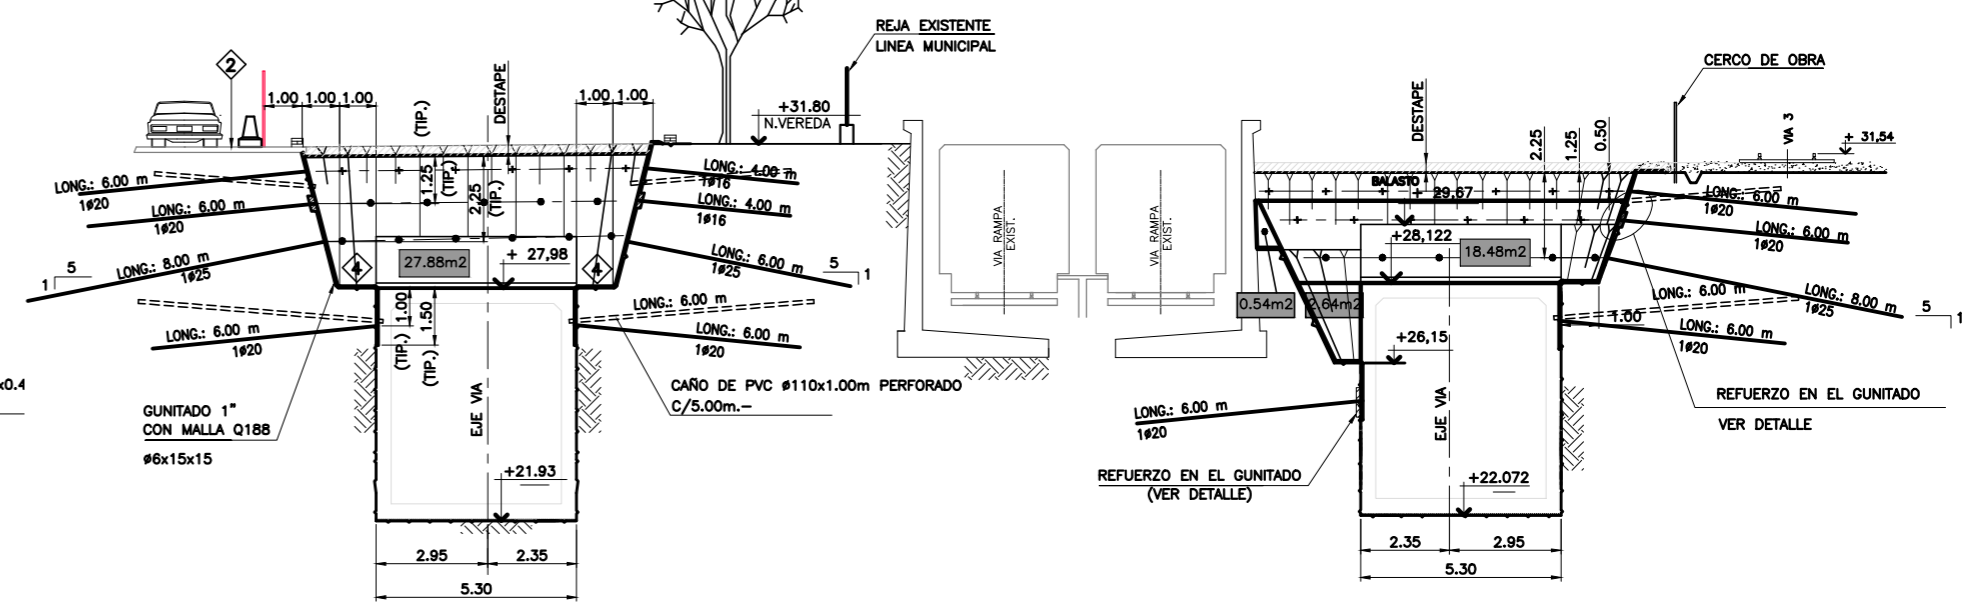 2
1.00 1.00 1.00
(TIP.)
DESTAPE
1.00 1.00
REJA EXISTENTE
LINEA MUNICIPAL
+31.80
N.VEREDA
LONG.: 6.00 m
1ø20
LONG.: 6.00 m
1ø20
LONG.: 8.00 m
1ø25
5
1
LONG.: 6.00 m
1ø20
1.25
(TIP.)
2.25
(TIP.)
27.88m2
+ 27,98
4
4
LONG.: 4.00 m
1ø16
LONG.: 4.00 m
1ø16
LONG.: 6.00 m
1ø25
5
1
LONG.: 6.00 m
LONG.: 6.00 m
1ø20
1.00
(TIP.)
1.50
(TIP.)
x0.4
GUNITADO 1"
CON MALLA Q188
ø6x15x15
CAÑO DE PVC ø110x1.00m PERFORADO
C/5.00m.-
EJE VIA
+21.93
2.95
2.35
5.30
VIA RAMPA
EXIST.
VIA RAMPA
EXIST.
CERCO DE OBRA
DESTAPE
2.25
1.25
0.50
VIA 3
+ 31,54
BALASTO
+ 29,67
+28,122
18.48m2
0.54m2
2.64m2
+26,15
LONG.: 6.00 m
1ø20
LONG.: 6.00 m
1ø20
LONG.: 8.00 m
1ø25
5
1
LONG.: 6.00 m
1.00
LONG.: 6.00 m
1ø20
REFUERZO EN EL GUNITADO
VER DETALLE
LONG.: 6.00 m
1ø20
REFUERZO EN EL GUNITADO
(VER DETALLE)
EJE VIA
+22.072
2.35
2.95
5.30